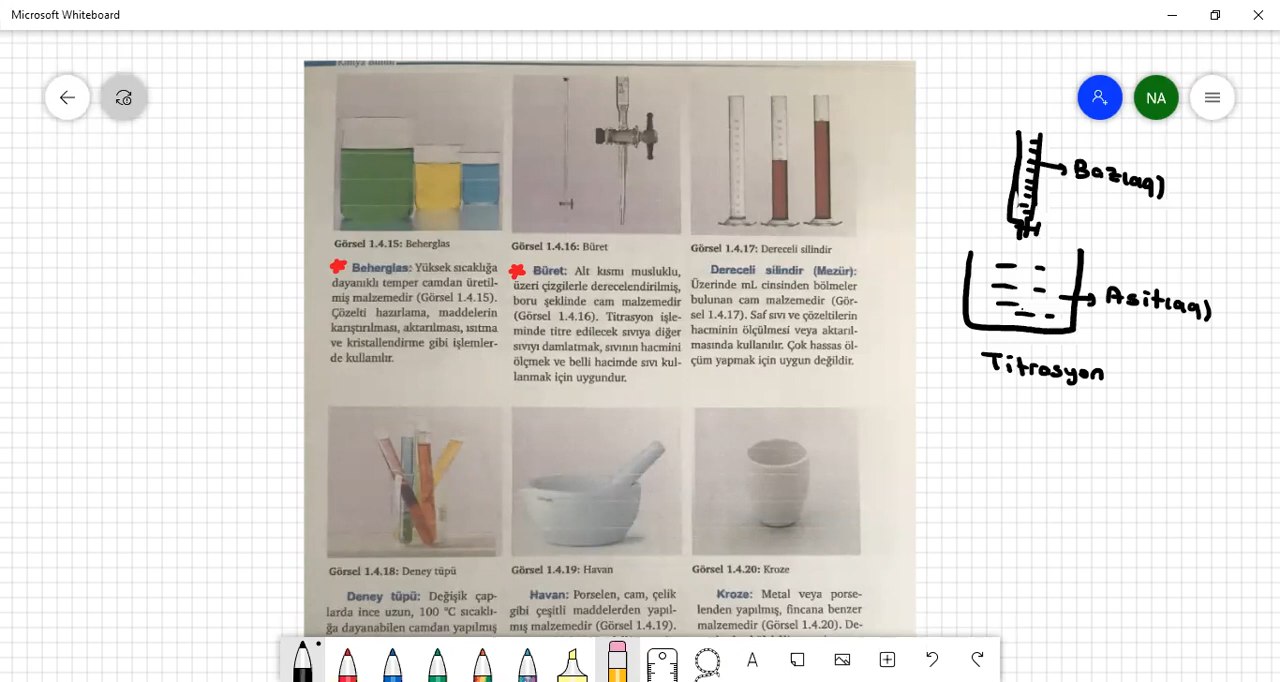 Microsoft Whiteboard
NA
Kimya Bilimi
Görsel 1.4.15: Beherglas
Beherglas: Yüksek sıcaklığa
dayanıklı temper camdan üretil-
miş malzemedir (Görsel 1.4.15).
Çözelti hazırlama, maddelerin
karıştırılması, aktarılması, ısıtma
ve kristallendirme gibi işlemler-
de kullanılır.
Görsel 1.4.16: Büret
Büret: Alt kısmı musluklu,
üzeri çizgilerle derecelendirilmiş,
boru şeklinde cam malzemedir
(Görsel 1.4.16). Titrasyon işle-
minde titre edilecek sıvıya diğer
sıvıyı damlatmak, sıvının hacmini
ölçmek ve belli hacimde sıvı kul-
lanmak için uygundur.
Görsel 1.4.17: Dereceli silindir
Dereceli silindir (Mezür):
Üzerinde mL cinsinden bölmeler
bulunan cam malzemedir (Gör-
sel 1.4.17). Saf sıvı ve çözeltilerin
hacminin ölçülmesi veya aktarıl-
masında kullanılır. Çok hassas öl-
çüm yapmak için uygun değildir.
Baz(aq)
Asit(aq)
Titrasyon
Görsel 1.4.18: Deney tüpü
Deney tüpü: Değişik çap-
larda ince uzun, 100 °C sıcaklı-
ğa dayanabilen camdan yapılmış
Görsel 1.4.19: Havan
Havan: Porselen, cam, çelik
gibi çeşitli maddelerden yapıl-
mış malzemedir (Görsel 1.4.19).
Görsel 1.4.20: Kroze
Kroze: Metal veya porse-
lenden yapılmış, fincana benzer
malzemedir (Görsel 1.4.20). De-